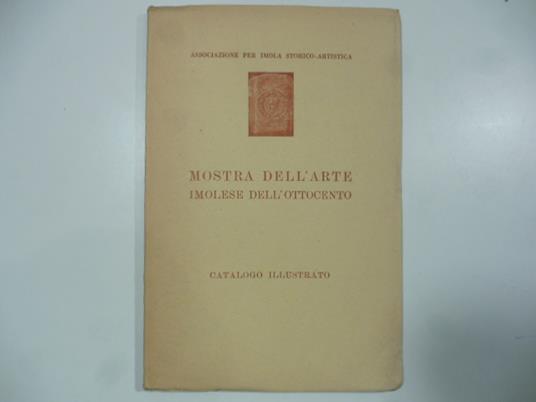 ASSOCIAZIONE PER IMOLA STORICO-ARTISTICA
MOSTRA DELL'ARTE
IMOLESE DELL'OTTOCENTO
CATALOGO ILLUSTRATO